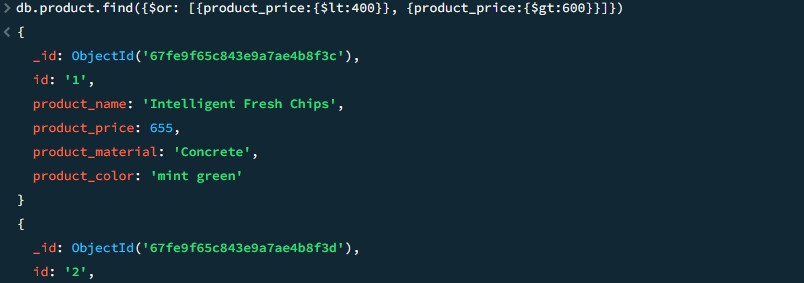 > db.product.find({$or: [{product_price:{$lt:400}}, {product_price:{$gt:600}}]})
< {
_id: ObjectId('67fe9f65c843e9a7ae4b8f3c'),
id: '1',
product_name: 'Intelligent Fresh Chips',
product_price: 655,
product_material: 'Concrete',
product_color: 'mint green'
}
{
_id: ObjectId('67fe9f65c843e9a7ae4b8f3d'),
id: '2',